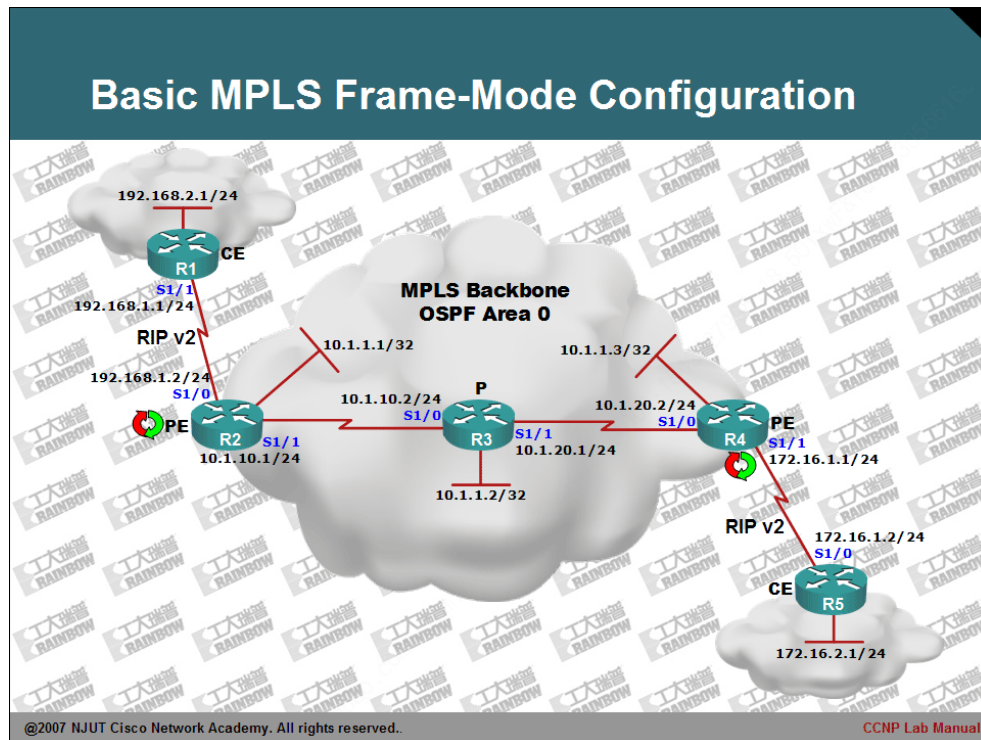 Basic MPLS Frame-Mode Configuration
192.168.2.1/24
CE
R1
S1/1
192.168.1.1/24
RIP v2
192.168.1.2/24
S1/0
PE
R2
S1/1
10.1.10.1/24
MPLS Backbone
OSPF Area 0
10.1.1.1/32
10.1.1.3/32
P
10.1.10.2/24
S1/0
R3
S1/1
10.1.20.1/24
10.1.1.2/32
10.1.20.2/24
S1/0
PE
R4
S1/1
172.16.1.1/24
RIP v2
172.16.1.2/24
S1/0
CE
R5
172.16.2.1/24
工大瑞普
RAINBOW
@2007 NJUT Cisco Network Academy. All rights reserved..
CCNP Lab Manual